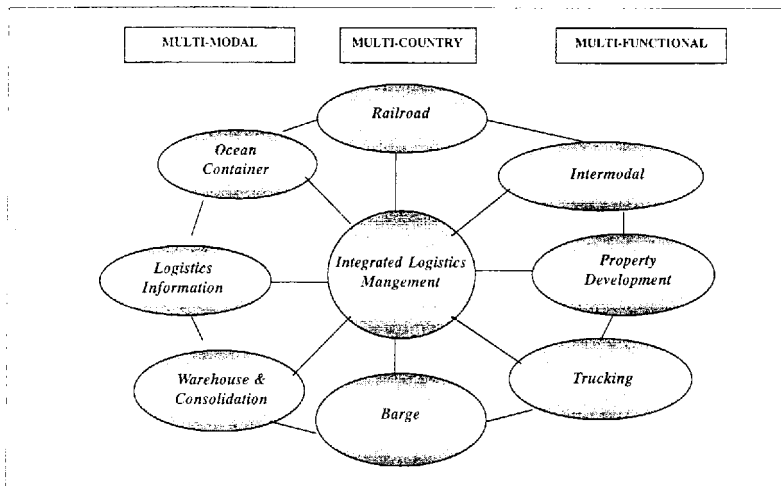 MULTI-MODAL
MULTI-COUNTRY
MULTI-FUNCTIONAL
Railroad
Ocean
Container
Intermodal
Integrated Logistics
Mangement
Logistics
Information
Property
Development
Warehouse &
Consolidation
Barge
Trucking